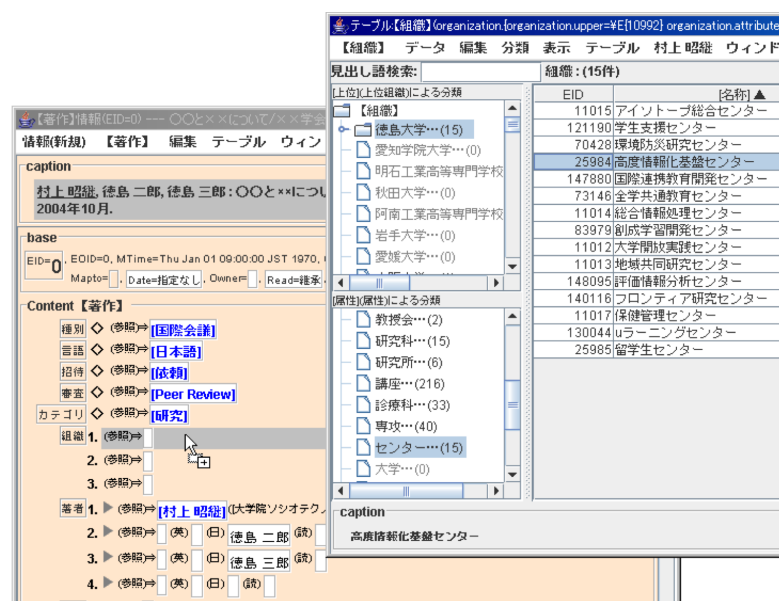 テーブル:【組織】(organization.{organization.upper=¥E{10992} organization.attribute
【組織】 データ 編集 分類 表示 テーブル 村上 昭継 ウィンド
見出し語検索:
組織 : (15件)
[上位](上位組織)による分類
【組織】
徳島大学…(15)
愛知学院大学…(0)
明石工業高等専門学校
秋田大学…(0)
阿南工業高等専門学校
岩手大学…(0)
愛媛大学…(0)
[属性](属性)による分類
教授会…(2)
研究科…(15)
研究所…(6)
講座…(216)
診療科…(33)
専攻…(40)
センター…(15)
大学…(0)
EID [名称] ▲
11015 アイソトープ総合センター
121190 学生支援センター
70428 環境防災研究センター
25984 高度情報化基盤センター
147880 国際連携教育開発センター
73146 全学共通教育センター
11014 総合情報処理センター
83979 創成学習開発センター
11012 大学開放実践センター
11013 地域共同研究センター
148095 評価情報分析センター
140116 フロンティア研究センター
11017 保健管理センター
130044 uラーニングセンター
25985 留学生センター
caption
高度情報化基盤センター
【著作】情報(EID=0) --- 〇〇と××について/××学会
情報(新規) 【著作】 編集 テーブル ウィン
caption
村上 昭継, 徳島 二郎, 徳島 三郎 : 〇〇と××につい
2004年10月.
base
EID=0 , EOID=0, MTime=Thu Jan 01 09:00:00 JST 1970,
Mapto= , Date=指定なし, Owner= , Read=継承
Content【著作】
種別 ◇ (参照)⇒ [国際会議]
言語 ◇ (参照)⇒ [日本語]
招待 ◇ (参照)⇒ [依頼]
審査 ◇ (参照)⇒ [Peer Review]
カテゴリ ◇ (参照)⇒ [研究]
組織 1. (参照)⇒
2. (参照)⇒
3. (参照)⇒
著者 1. ▶ (参照)⇒ [村上 昭継] (大学院ソシオテクノ
2. ▶ (参照)⇒ (英) (日) 徳島 二郎 (読)
3. ▶ (参照)⇒ (英) (日) 徳島 三郎 (読)
4. ▶ (参照)⇒ (英) (日) (読)